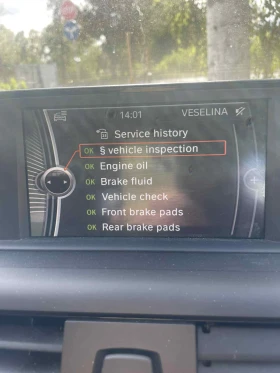 14:01 VESELINA
Service history
OK § vehicle inspection
OK Engine oil
OK Brake fluid
OK Vehicle check
OK Front brake pads
OK Rear brake pads